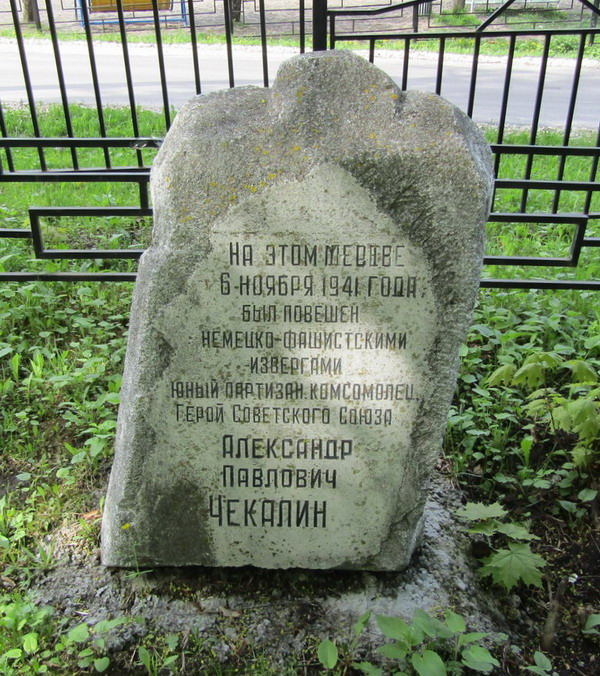 На этом месте
6 ноября 1941 года
был повешен
немецко-фашистскими
извергами
юный партизан, комсомолец,
Герой Советского Союза
Александр
Павлович
Чекалин